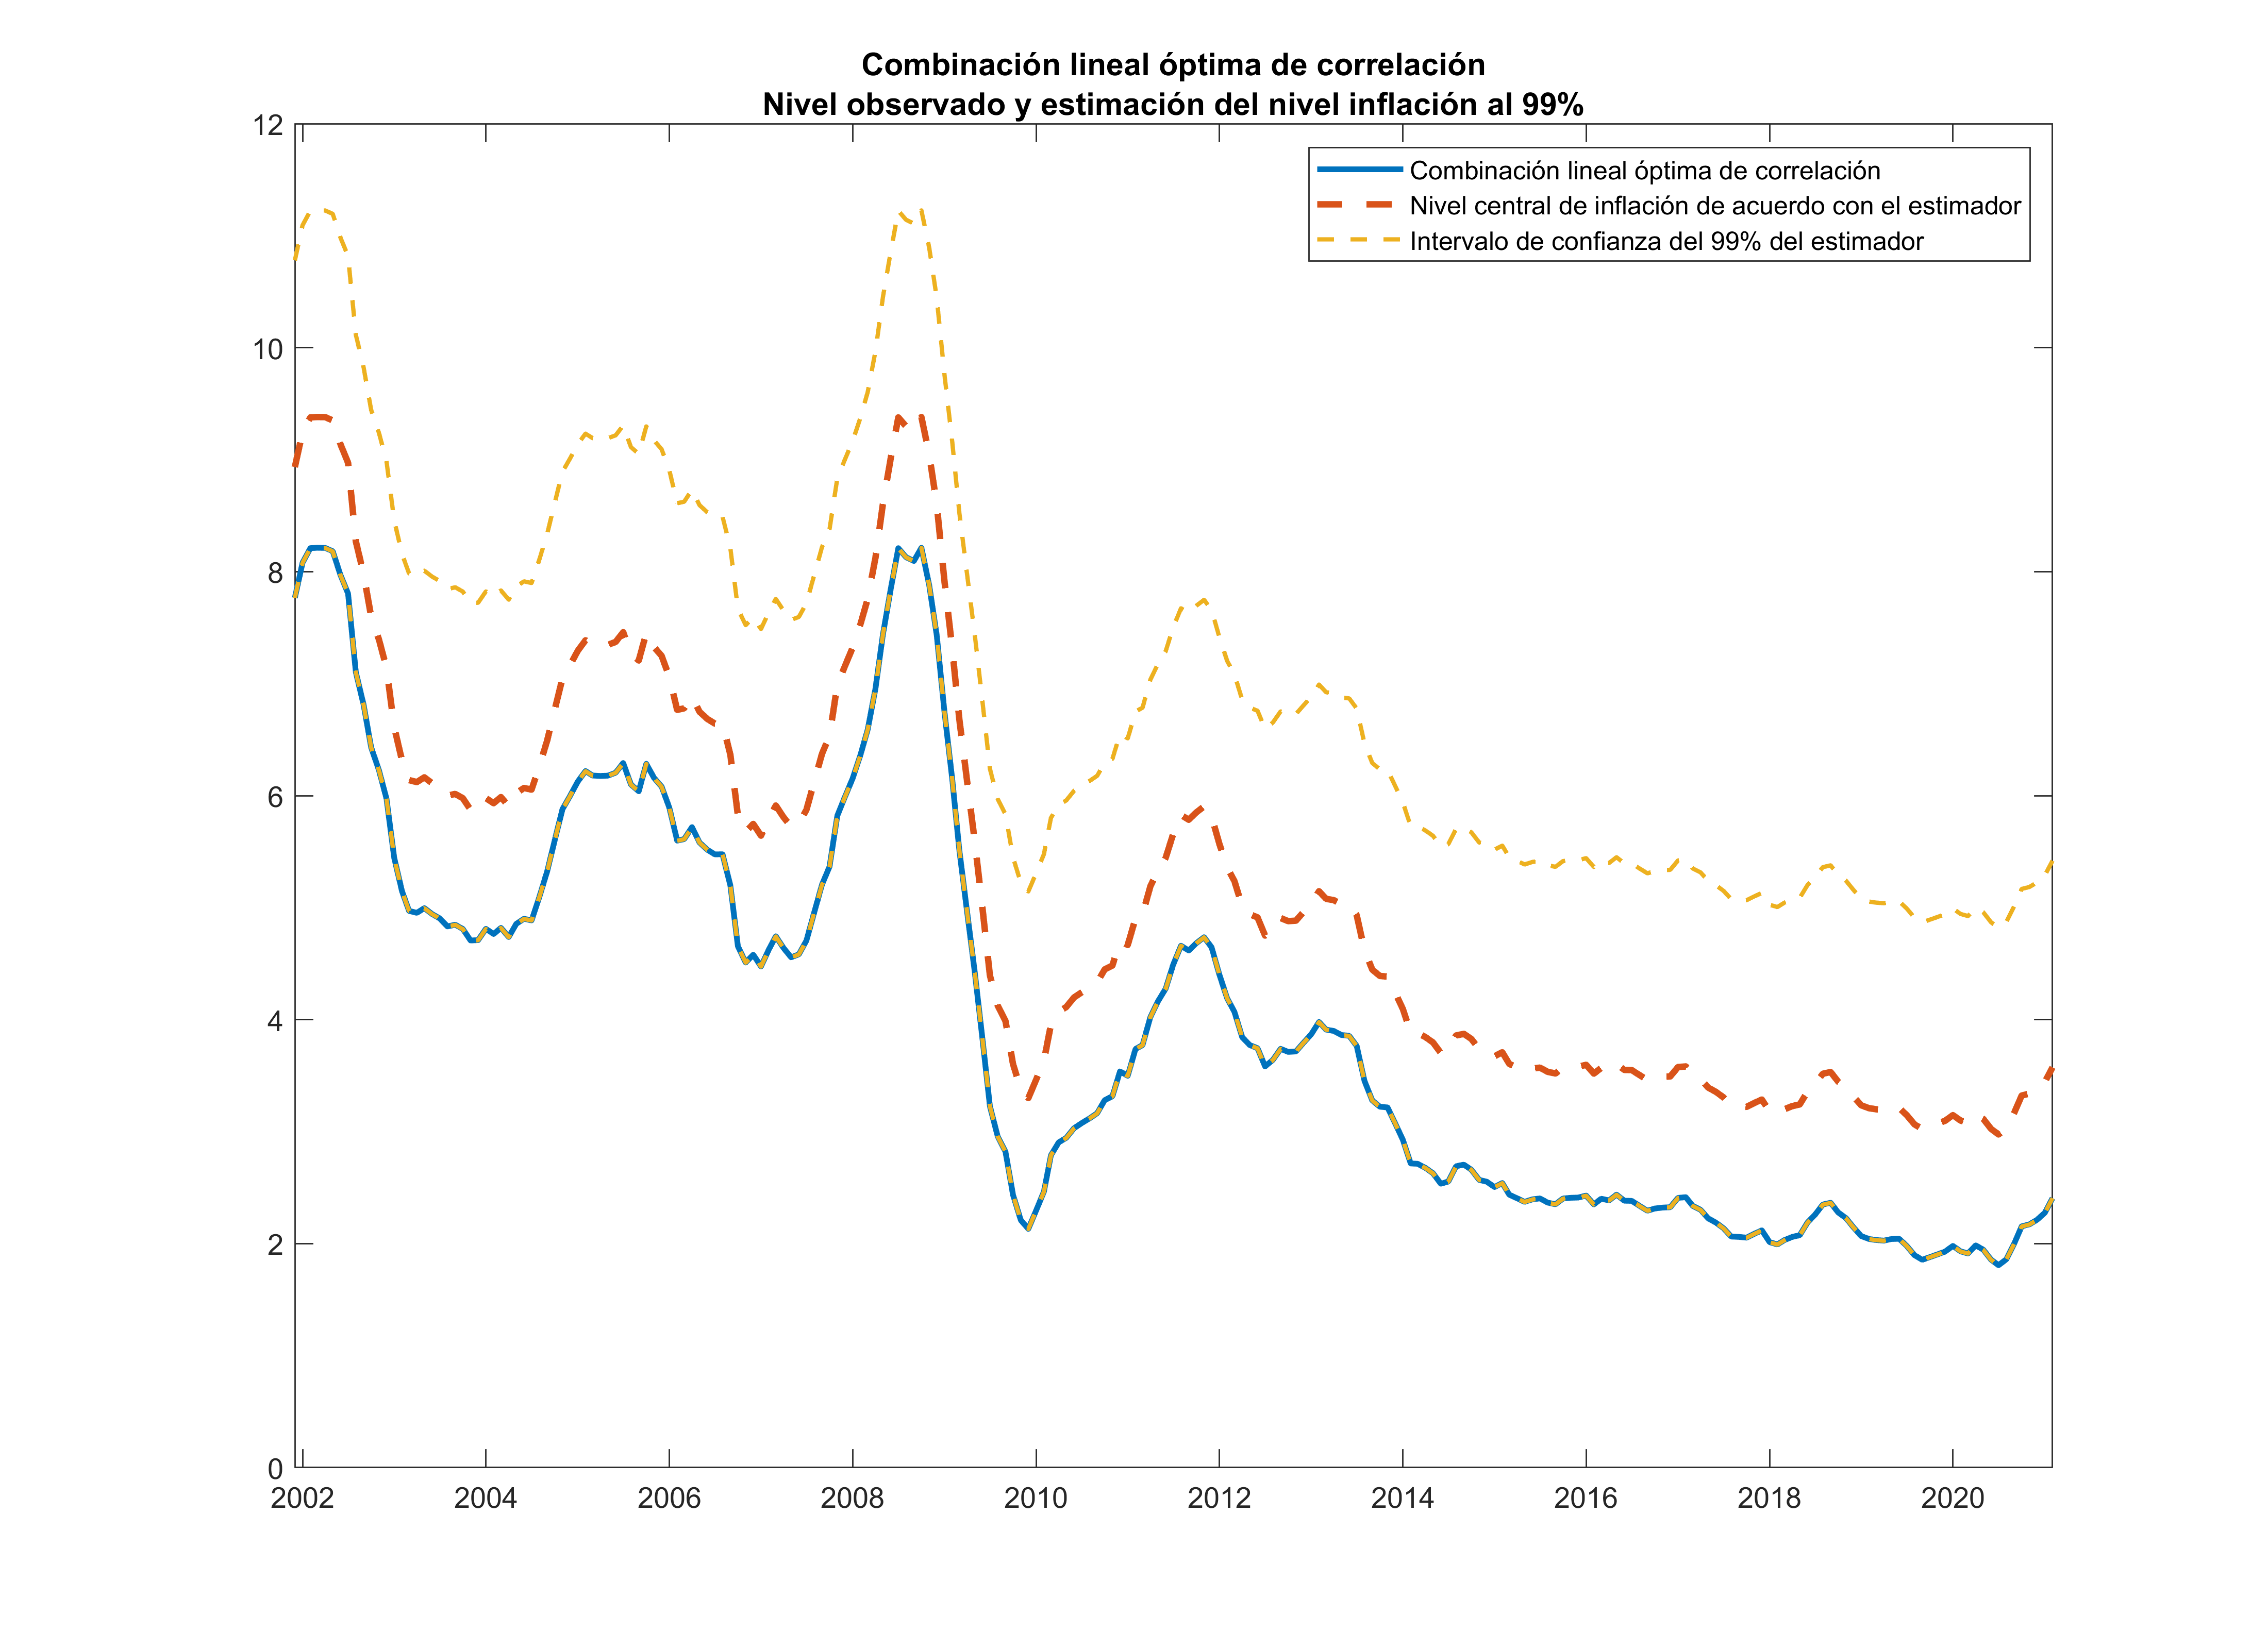 Combinación lineal óptima de correlación
Nivel observado y estimación del nivel inflación al 99%
12
10
8
6
4
2
0
Combinación lineal óptima de correlación
Nivel central de inflación de acuerdo con el estimador
Intervalo de confianza del 99% del estimador
2002 2004 2006 2008 2010 2012 2014 2016 2018 2020